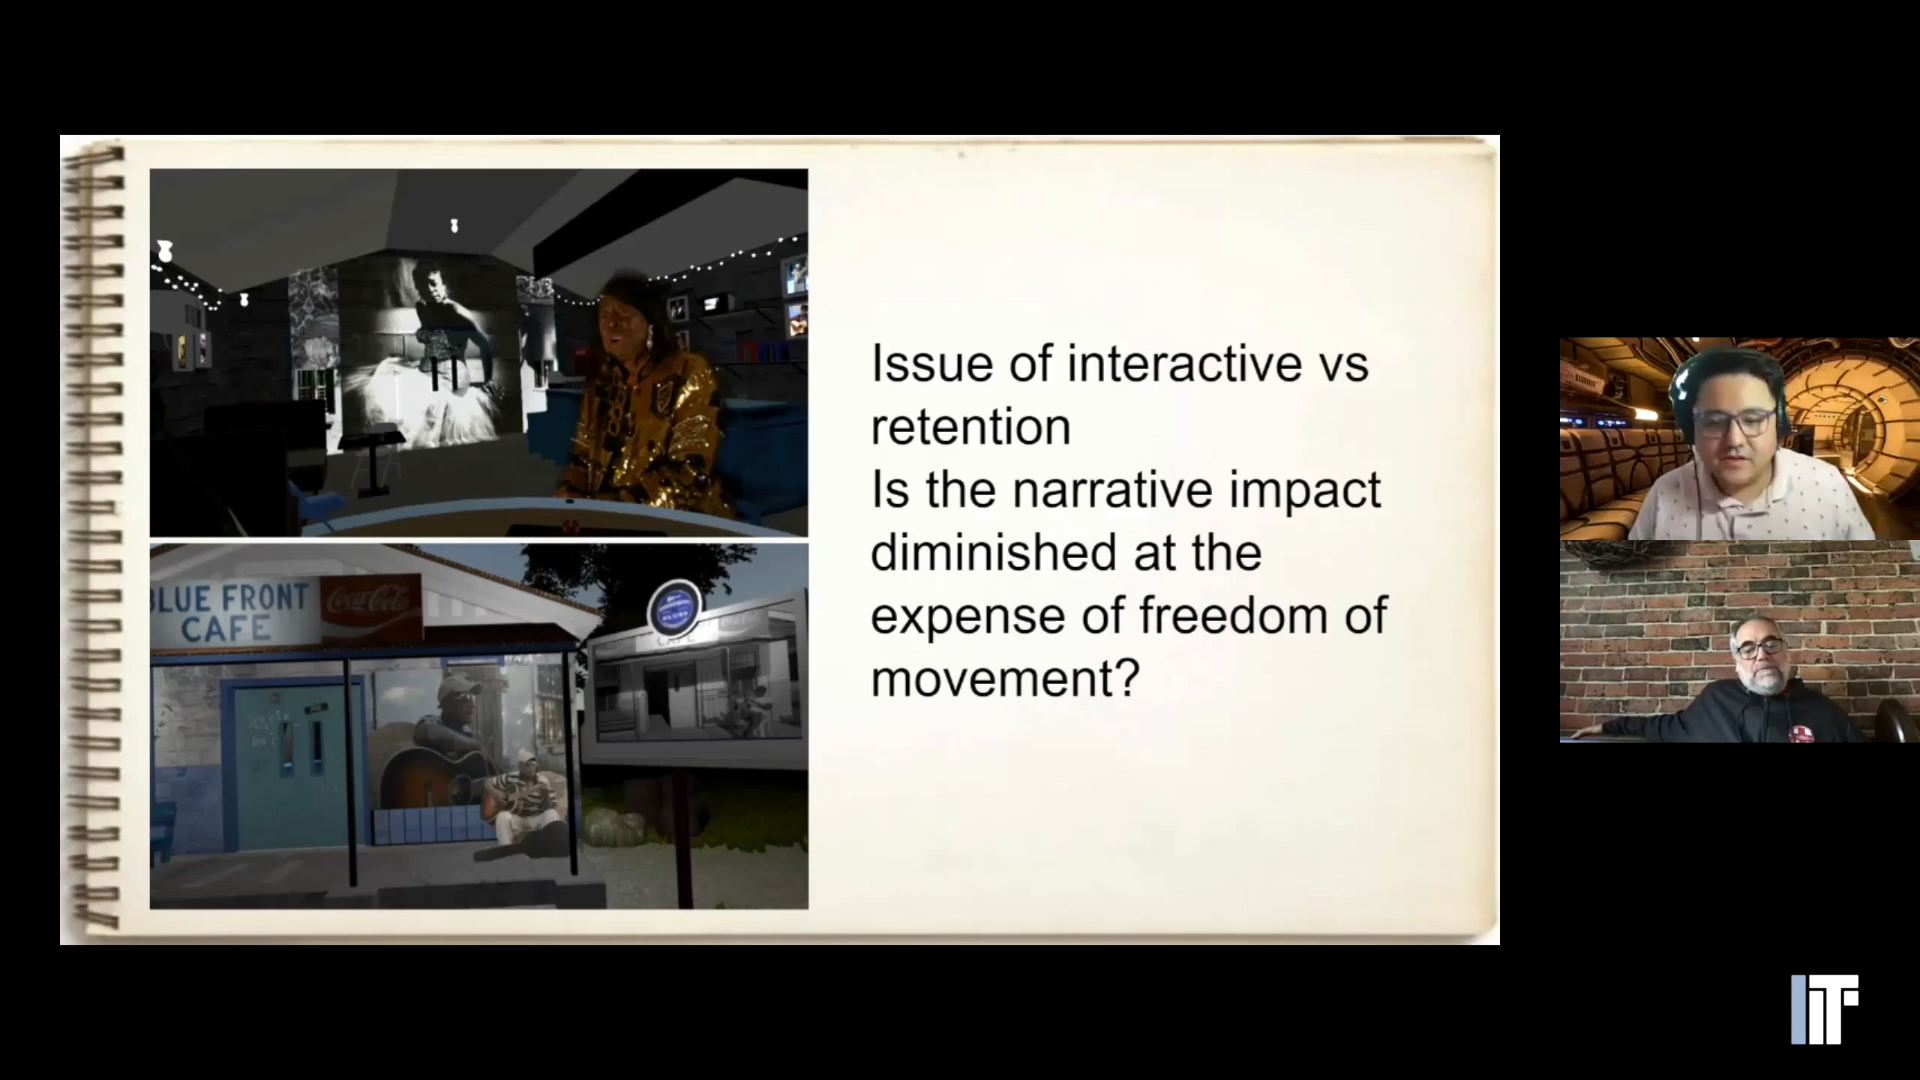 Issue of interactive vs
retention
Is the narrative impact
diminished at the
expense of freedom of
movement?
BLUE FRONT
CAFE
Coca-Cola
IITF